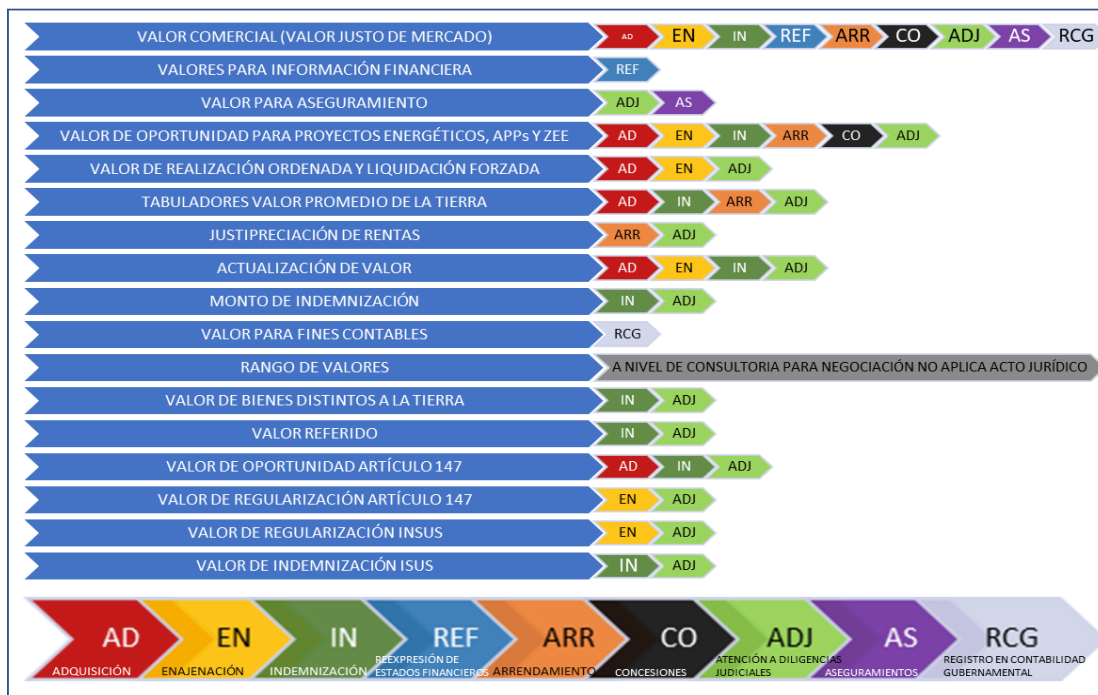 VALOR COMERCIAL (VALOR JUSTO DE MERCADO) AD EN IN REF ARR CO ADJ AS RCG
VALORES PARA INFORMACIÓN FINANCIERA REF
VALOR PARA ASEGURAMIENTO ADJ AS
VALOR DE OPORTUNIDAD PARA PROYECTOS ENERGÉTICOS, APPs Y ZEE AD EN IN ARR CO ADJ
VALOR DE REALIZACIÓN ORDENADA Y LIQUIDACIÓN FORZADA AD EN ADJ
TABULADORES VALOR PROMEDIO DE LA TIERRA AD IN ARR ADJ
JUSTIPRECIACIÓN DE RENTAS ARR ADJ
ACTUALIZACIÓN DE VALOR AD EN IN ADJ
MONTO DE INDEMNIZACIÓN IN ADJ
VALOR PARA FINES CONTABLES RCG
RANGO DE VALORES A NIVEL DE CONSULTORIA PARA NEGOCIACIÓN NO APLICA ACTO JURÍDICO
VALOR DE BIENES DISTINTOS A LA TIERRA IN ADJ
VALOR REFERIDO IN ADJ
VALOR DE OPORTUNIDAD ARTÍCULO 147 AD IN ADJ
VALOR DE REGULARIZACIÓN ARTÍCULO 147 EN ADJ
VALOR DE REGULARIZACIÓN INSUS EN ADJ
VALOR DE INDEMNIZACIÓN ISUS IN ADJ
AD EN IN REF ARR CO ADJ AS RCG
ADQUISICIÓN
ENAJENACIÓN
INDEMNIZACIÓN
REEXPRESIÓN DE
ESTADOS FINANCIEROS
ARRENDAMIENTO
CONCESIONES
ATENCIÓN A DILIGENCIAS
JUDICIALES
ASEGURAMIENTOS
REGISTRO EN CONTABILIDAD
GUBERNAMENTAL